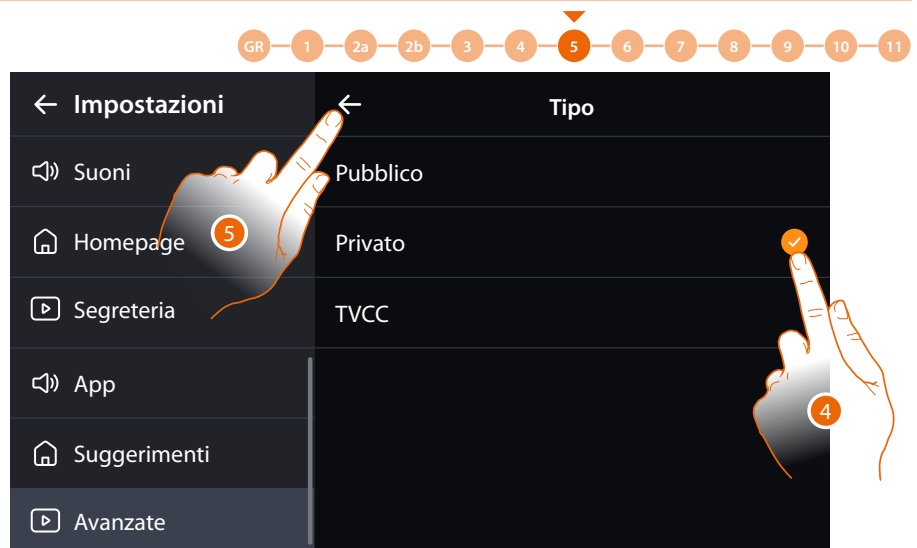 GR 1 2a 2b 3 4 5 6 7 8 9 10 11
Impostazioni
Tipo
Suoni
Pubblico
Homepage
5
Privato
Segreteria
TVCC
App
4
Suggerimenti
Avanzate